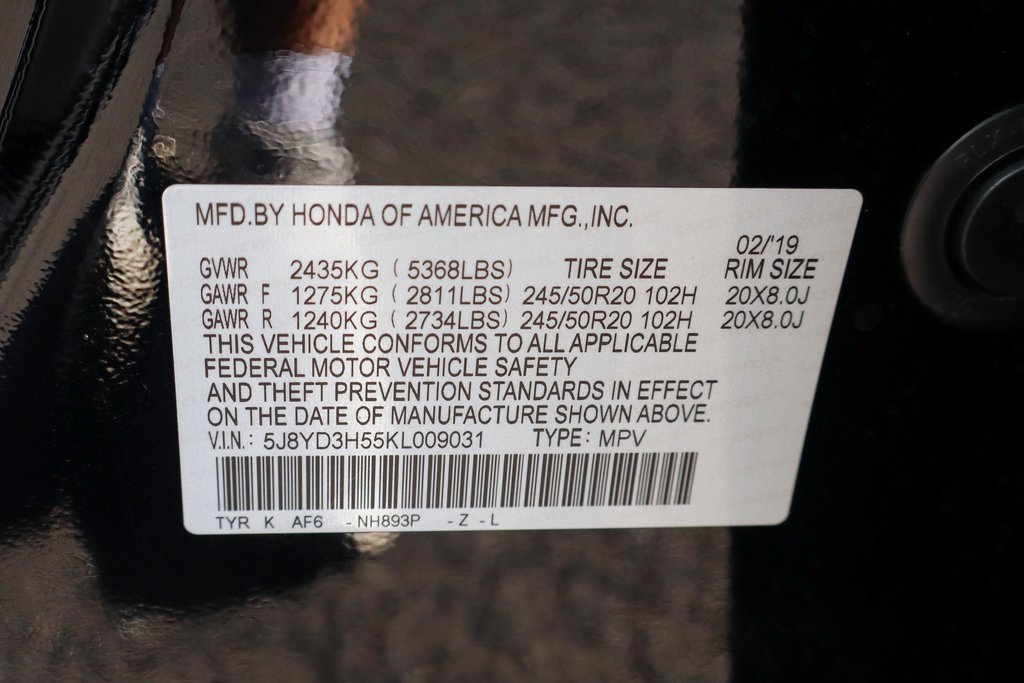 MFD.BY HONDA OF AMERICA MFG.,INC.
02/'19
GVWR 2435KG ( 5368LBS) TIRE SIZE RIM SIZE
GAWR F 1275KG ( 2811LBS) 245/50R20 102H 20X8.0J
GAWR R 1240KG ( 2734LBS) 245/50R20 102H 20X8.0J
THIS VEHICLE CONFORMS TO ALL APPLICABLE
FEDERAL MOTOR VEHICLE SAFETY
AND THEFT PREVENTION STANDARDS IN EFFECT
ON THE DATE OF MANUFACTURE SHOWN ABOVE.
V.I.N.: 5J8YD3H55KL009031 TYPE: MPV
TYR K AF6 -NH893P -Z -L